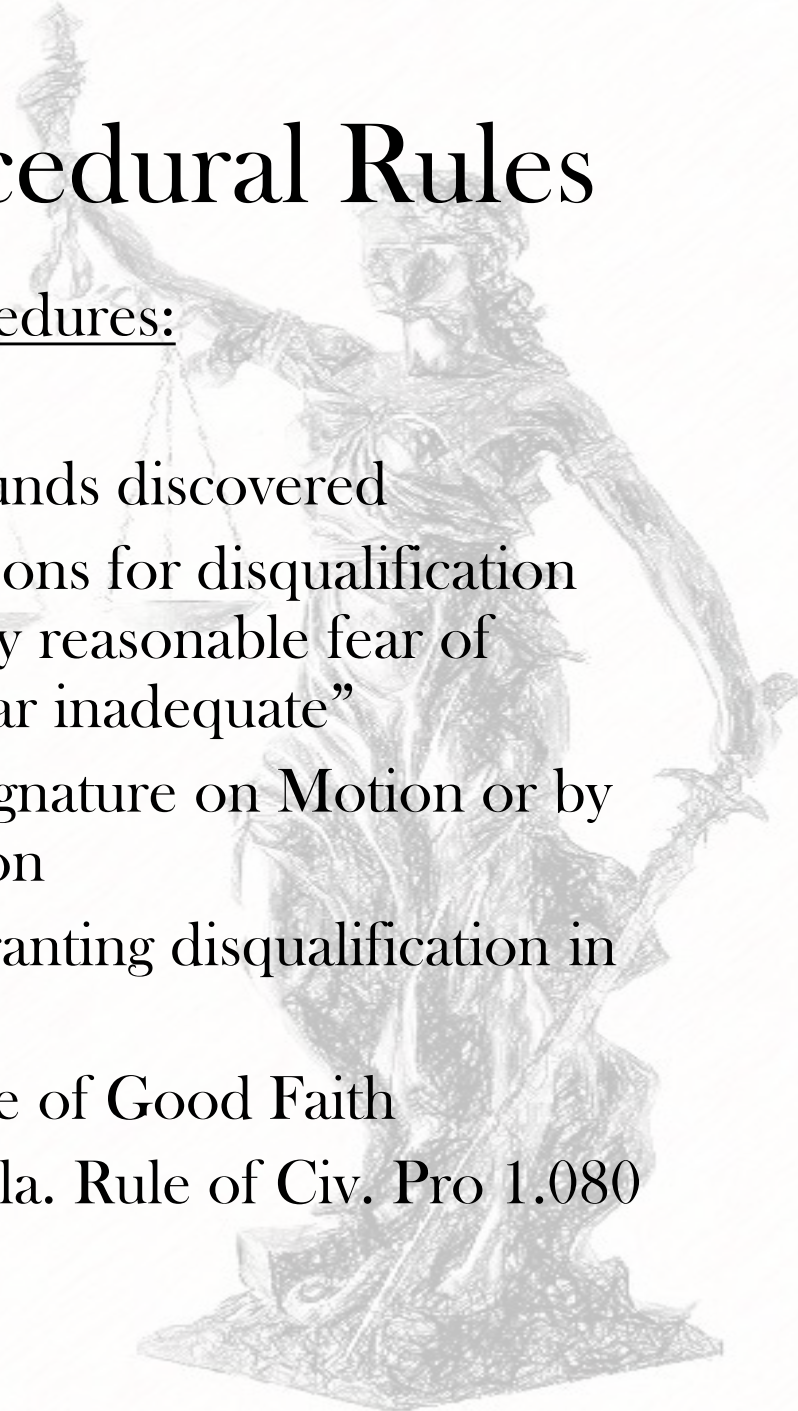 cedural Rules
edures:
unds discovered
ons for disqualification
y reasonable fear of
ar inadequate”
gnature on Motion or by
on
ranting disqualification in
e of Good Faith
la. Rule of Civ. Pro 1.080